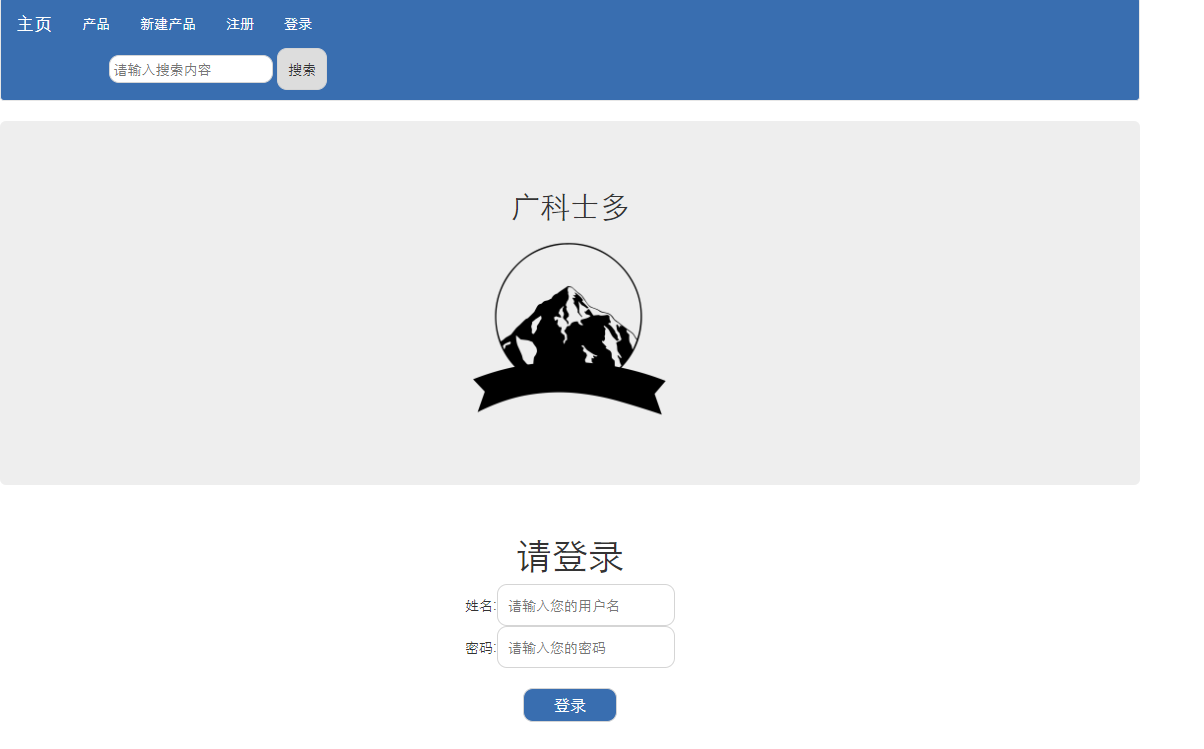 主页 产品 新建产品 注册 登录
请输入搜索内容 搜索
广科士多
请登录
姓名: 请输入您的用户名
密码: 请输入您的密码
登录